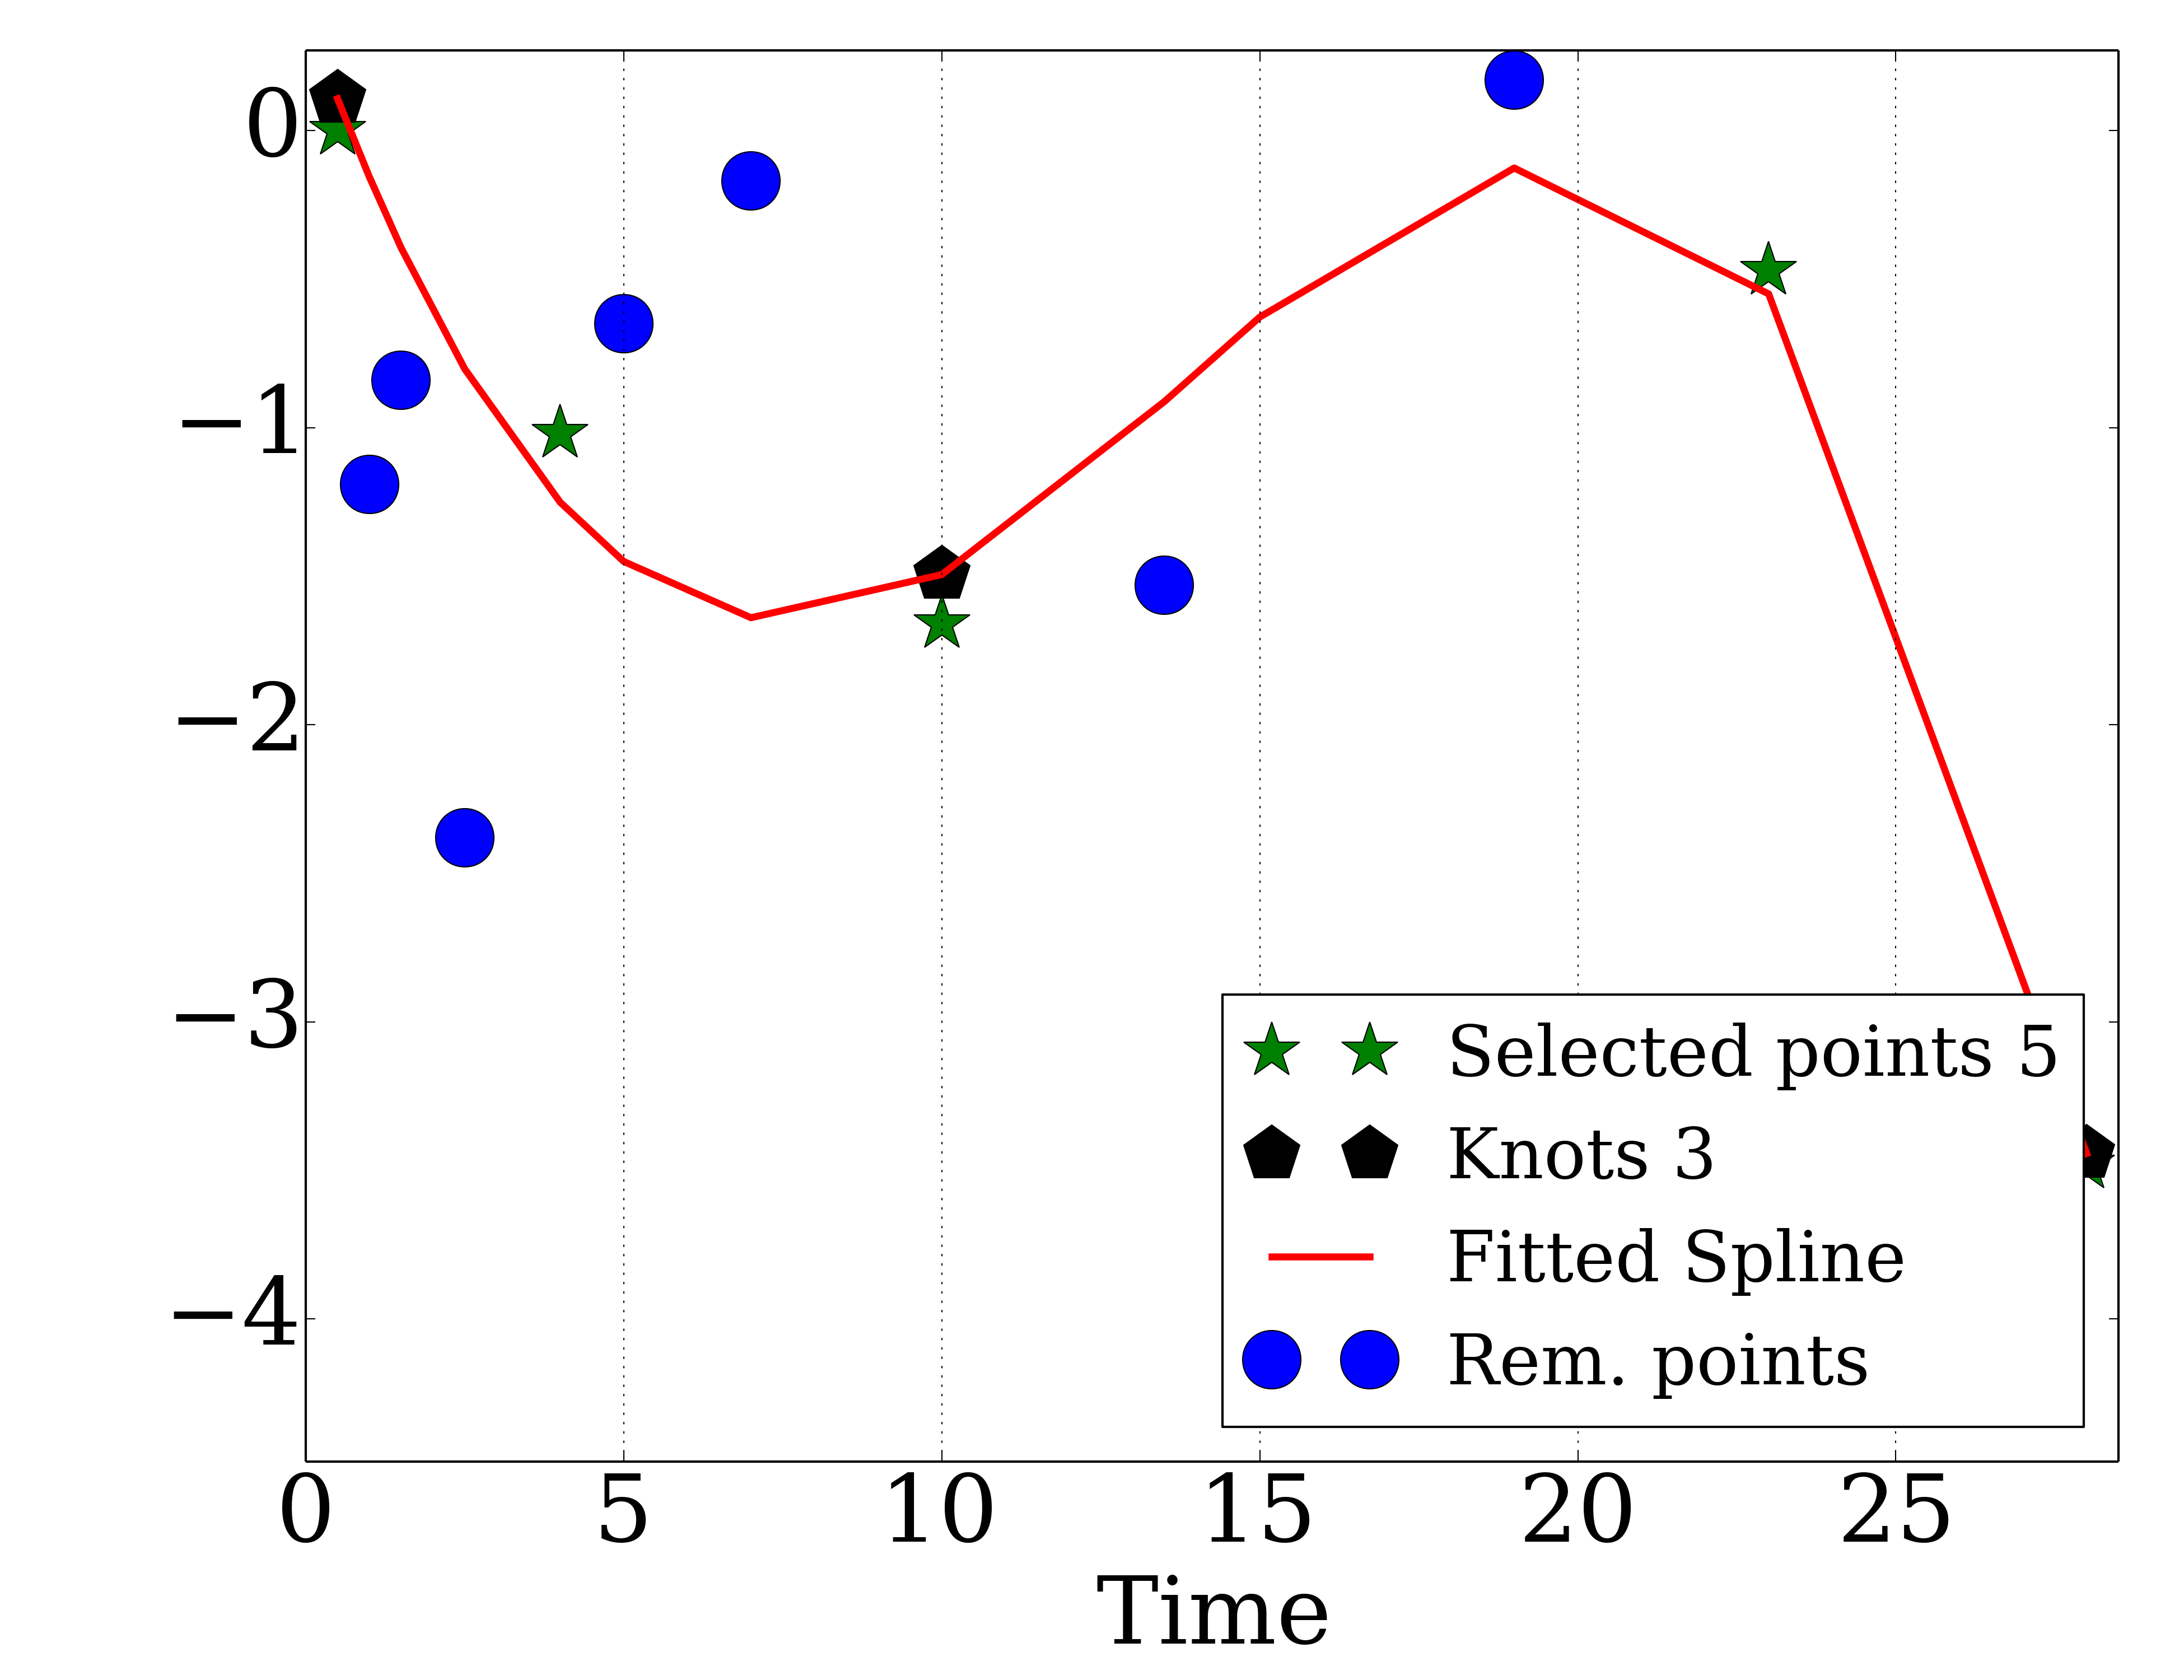 0
−1
−2
−3
−4
Selected points 5
Knots 3
Fitted Spline
Rem. points
0 5 10 15 20 25
Time